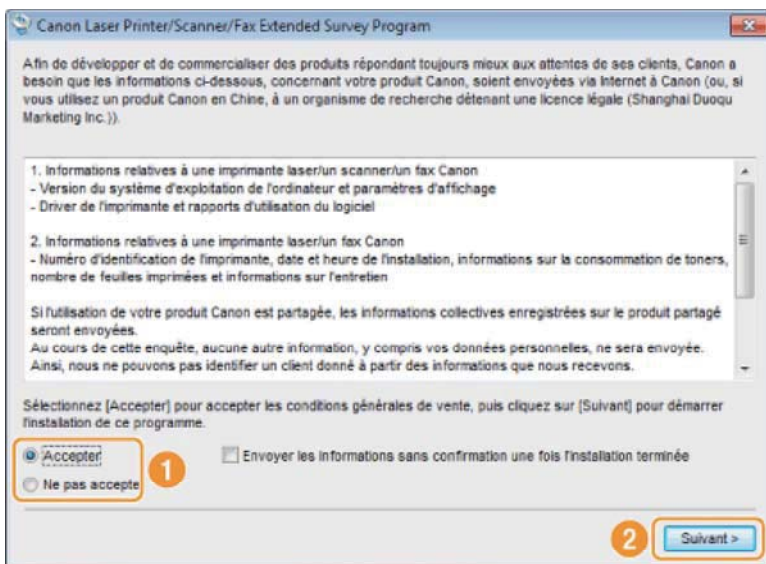 Canon Laser Printer/Scanner/Fax Extended Survey Program
Afin de développer et de commercialiser des produits répondant toujours mieux aux attentes de ses clients, Canon a
besoin que les informations ci-dessous, concernant votre produit Canon, soient envoyées via Internet à Canon (ou, si
vous utilisez un produit Canon en Chine, à un organisme de recherche détenant une licence légale (Shanghai Duoqu
Marketing Inc.)).
1. Informations relatives à une imprimante laser/un scanner/un fax Canon
- Version du système d'exploitation de l'ordinateur et paramètres d'affichage
- Driver de l'imprimante et rapports d'utilisation du logiciel
2. Informations relatives à une imprimante laser/un fax Canon
- Numéro d'identification de l'imprimante, date et heure de l'installation, informations sur la consommation de toners,
nombre de feuilles imprimées et informations sur l'entretien
Si l'utilisation de votre produit Canon est partagée, les informations collectives enregistrées sur le produit partagé
seront envoyées.
Au cours de cette enquête, aucune autre information, y compris vos données personnelles, ne sera envoyée.
Ainsi, nous ne pouvons pas identifier un client donné à partir des informations que nous recevons.
Sélectionnez [Accepter] pour accepter les conditions générales de vente, puis cliquez sur [Suivant] pour démarrer
l'installation de ce programme.
Accepter
1
Envoyer les informations sans confirmation une fois l'installation terminée
Ne pas accepte
2
Suivant >